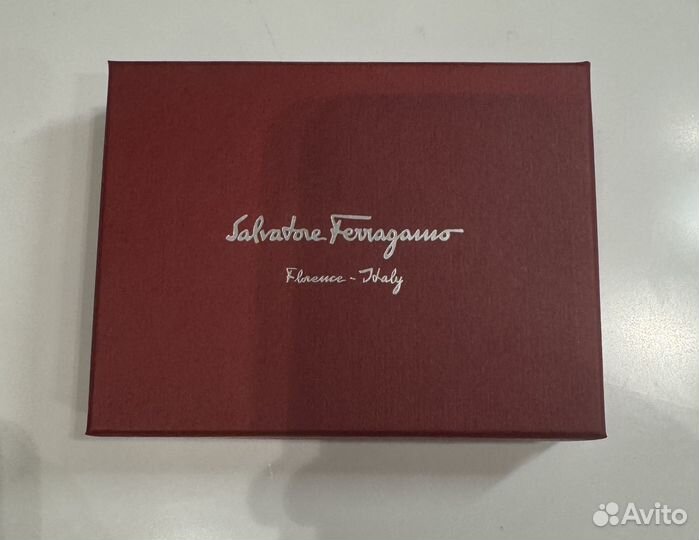 Salvatore Ferragamo
Florence - Italy
Avito